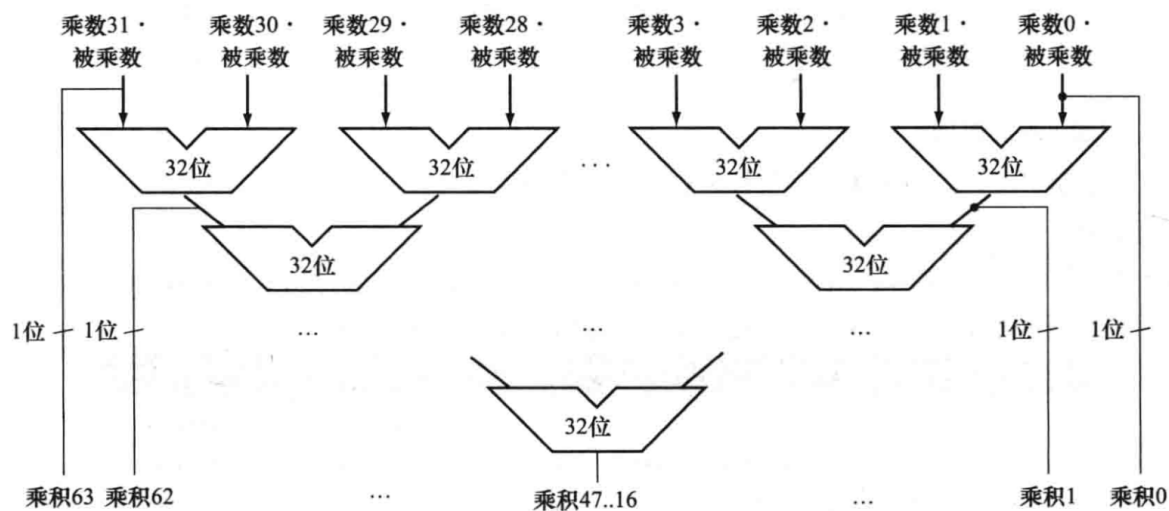 乘数31· 乘数30· 乘数29· 乘数28· 乘数3· 乘数2· 乘数1· 乘数0·
被乘数 被乘数 被乘数 被乘数 被乘数 被乘数 被乘数 被乘数
32位 32位 ... 32位 32位
32位 32位
1位 1位 ... ... ... 1位 1位
32位
乘积63 乘积62 ... 乘积47..16 ... 乘积1 乘积0